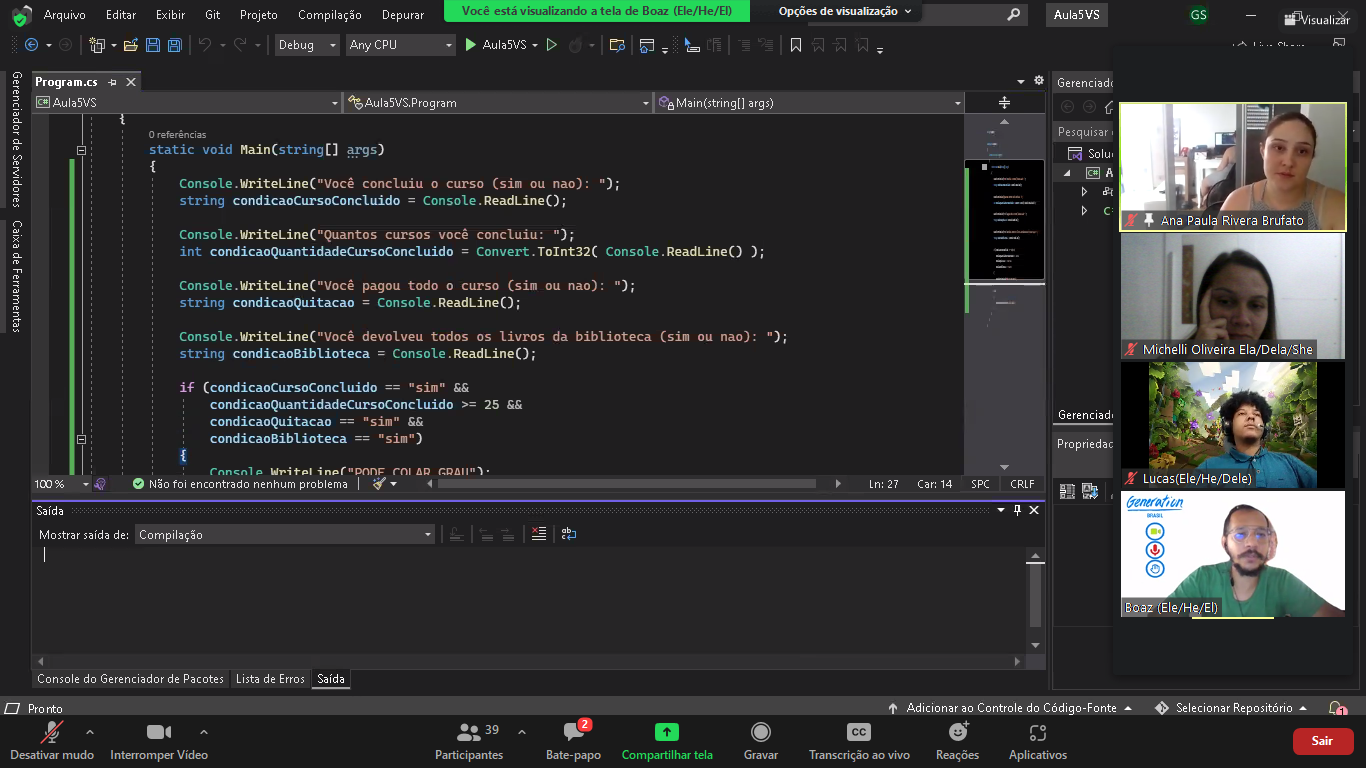 Arquivo Editar Exibir Git Projeto Compilação Depurar
Você está visualizando a tela de Boaz (Ele/He/El)
Opções de visualização
Aula5VS
GS
Visualizar
Debug Any CPU Aula5VS
Live Share
Gerenciador de Servidores
Caixa de Ferramentas
Program.cs
Aula5VS Aula5VS.Program Main(string[] args)
{
0 referências
static void Main(string[] args)
{
Console.WriteLine("Você concluiu o curso (sim ou nao): ");
string condicaoCursoConcluido = Console.ReadLine();
Console.WriteLine("Quantos cursos você concluiu: ");
int condicaoQuantidadeCursoConcluido = Convert.ToInt32( Console.ReadLine() );
Console.WriteLine("Você pagou todo o curso (sim ou nao): ");
string condicaoQuitacao = Console.ReadLine();
Console.WriteLine("Você devolveu todos os livros da biblioteca (sim ou nao): ");
string condicaoBiblioteca = Console.ReadLine();
if (condicaoCursoConcluido == "sim" &&
condicaoQuantidadeCursoConcluido >= 25 &&
condicaoQuitacao == "sim" &&
condicaoBiblioteca == "sim")
{
Console.WriteLine("PODE COLAR GRAU");
100 % Não foi encontrado nenhum problema Ln: 27 Car: 14 SPC CRLF
Saída
Mostrar saída de: Compilação
Console do Gerenciador de Pacotes Lista de Erros Saída
Gerenciado
Pesquisar
Solu
A
C
Gerenciado
Propriedac
Ana Paula Rivera Brufato
Michelli Oliveira Ela/Dela/She
Lucas(Ele/He/Dele)
Generation
BRASIL
Boaz (Ele/He/El)
Pronto
Adicionar ao Controle do Código-Fonte Selecionar Repositório 1
Desativar mudo Interromper Vídeo
39
Participantes
2
Bate-papo
Compartilhar tela
Gravar
CC
Transcrição ao vivo
Reações
Aplicativos
Sair